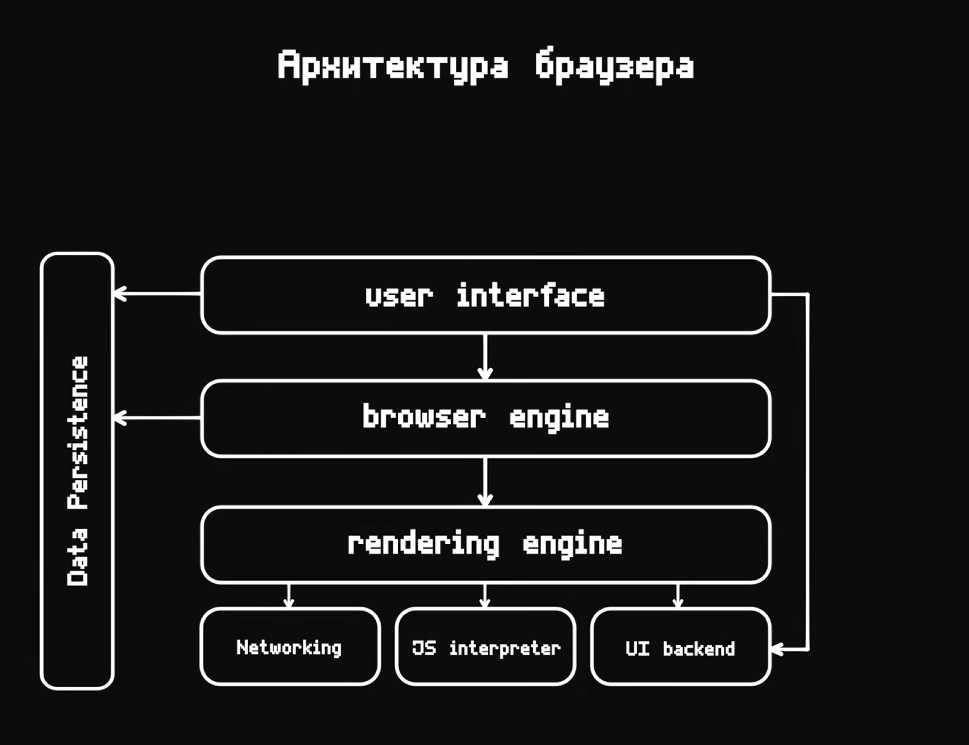 Архитектура браузера
user interface
browser engine
rendering engine
Data Persistence
Networking
JS interpreter
UI backend